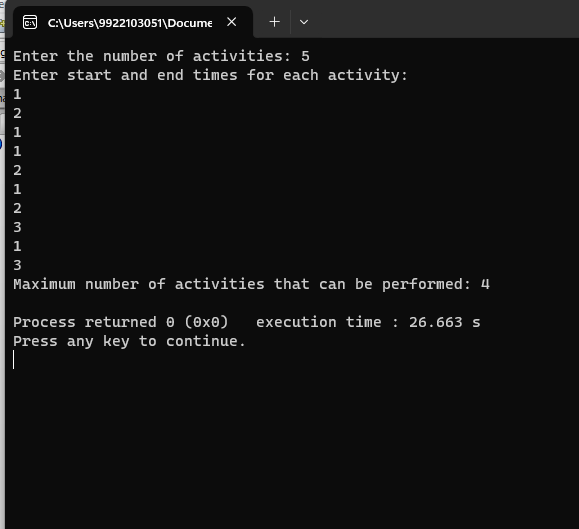 C:\Users\9922103051\Docume
Enter the number of activities: 5
Enter start and end times for each activity:
1
2
1
1
2
1
2
3
1
3
Maximum number of activities that can be performed: 4
Process returned 0 (0x0)   execution time : 26.663 s
Press any key to continue.